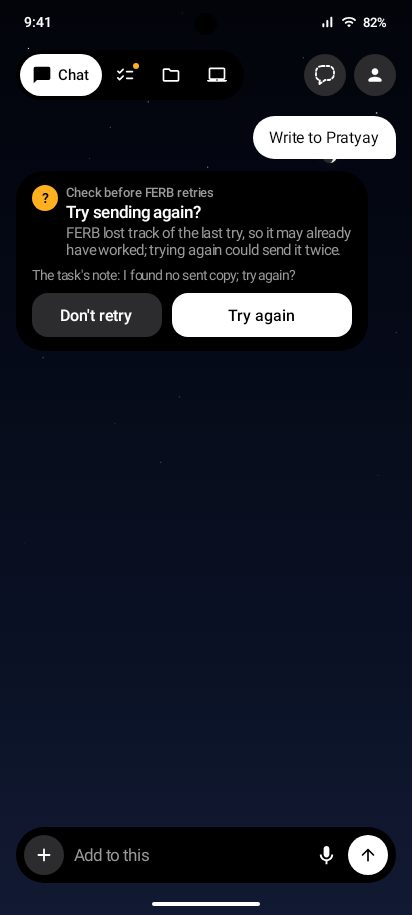 9:41
82%
Chat
Write to Pratyay
?
Check before FERB retries
Try sending again?
FERB lost track of the last try, so it may already
have worked; trying again could send it twice.
The task's note: I found no sent copy; try again?
Don't retry
Try again
Add to this